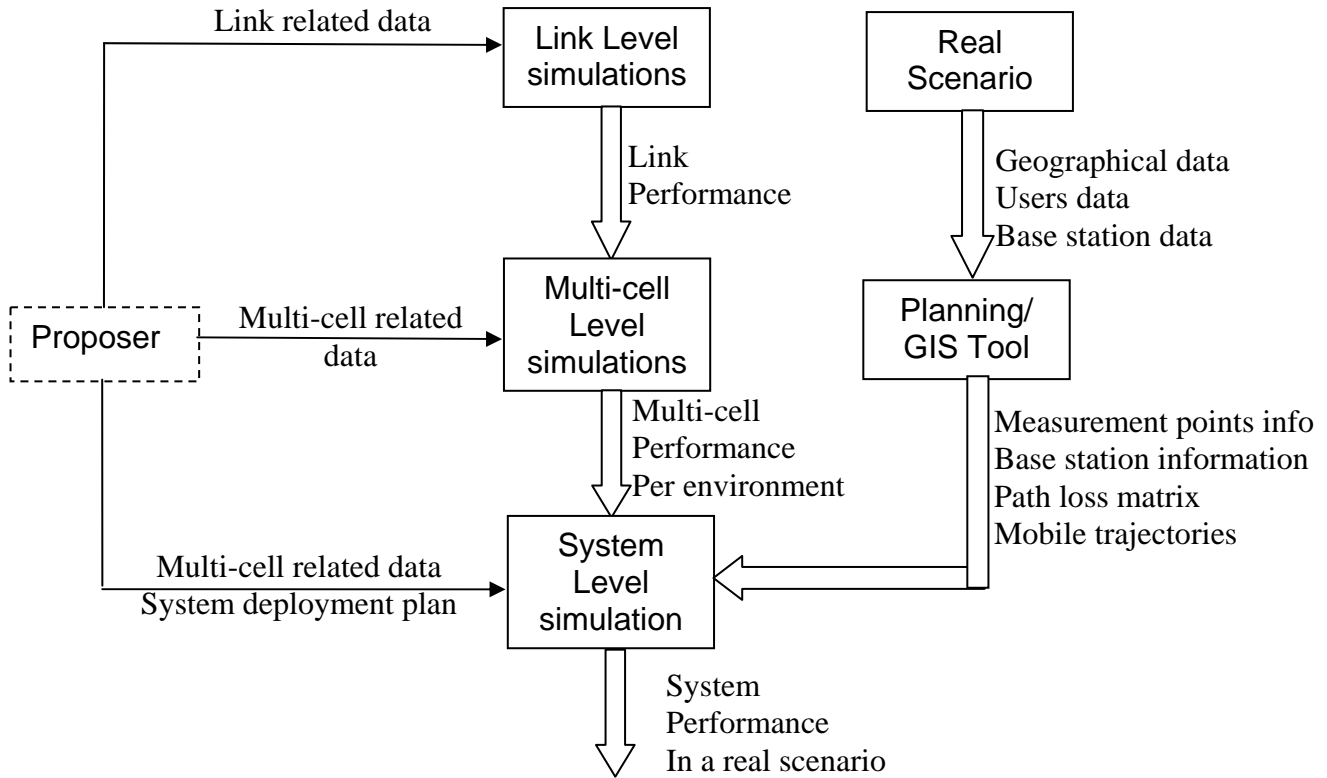 Link related data
Link Level
simulations
Real
Scenario
Link
Performance
Geographical data
Users data
Base station data
Proposer
Multi-cell related
data
Multi-cell
Level
simulations
Planning/
GIS Tool
Multi-cell
Performance
Per environment
Measurement points info
Base station information
Path loss matrix
Mobile trajectories
Multi-cell related data
System deployment plan
System
Level
simulation
System
Performance
In a real scenario